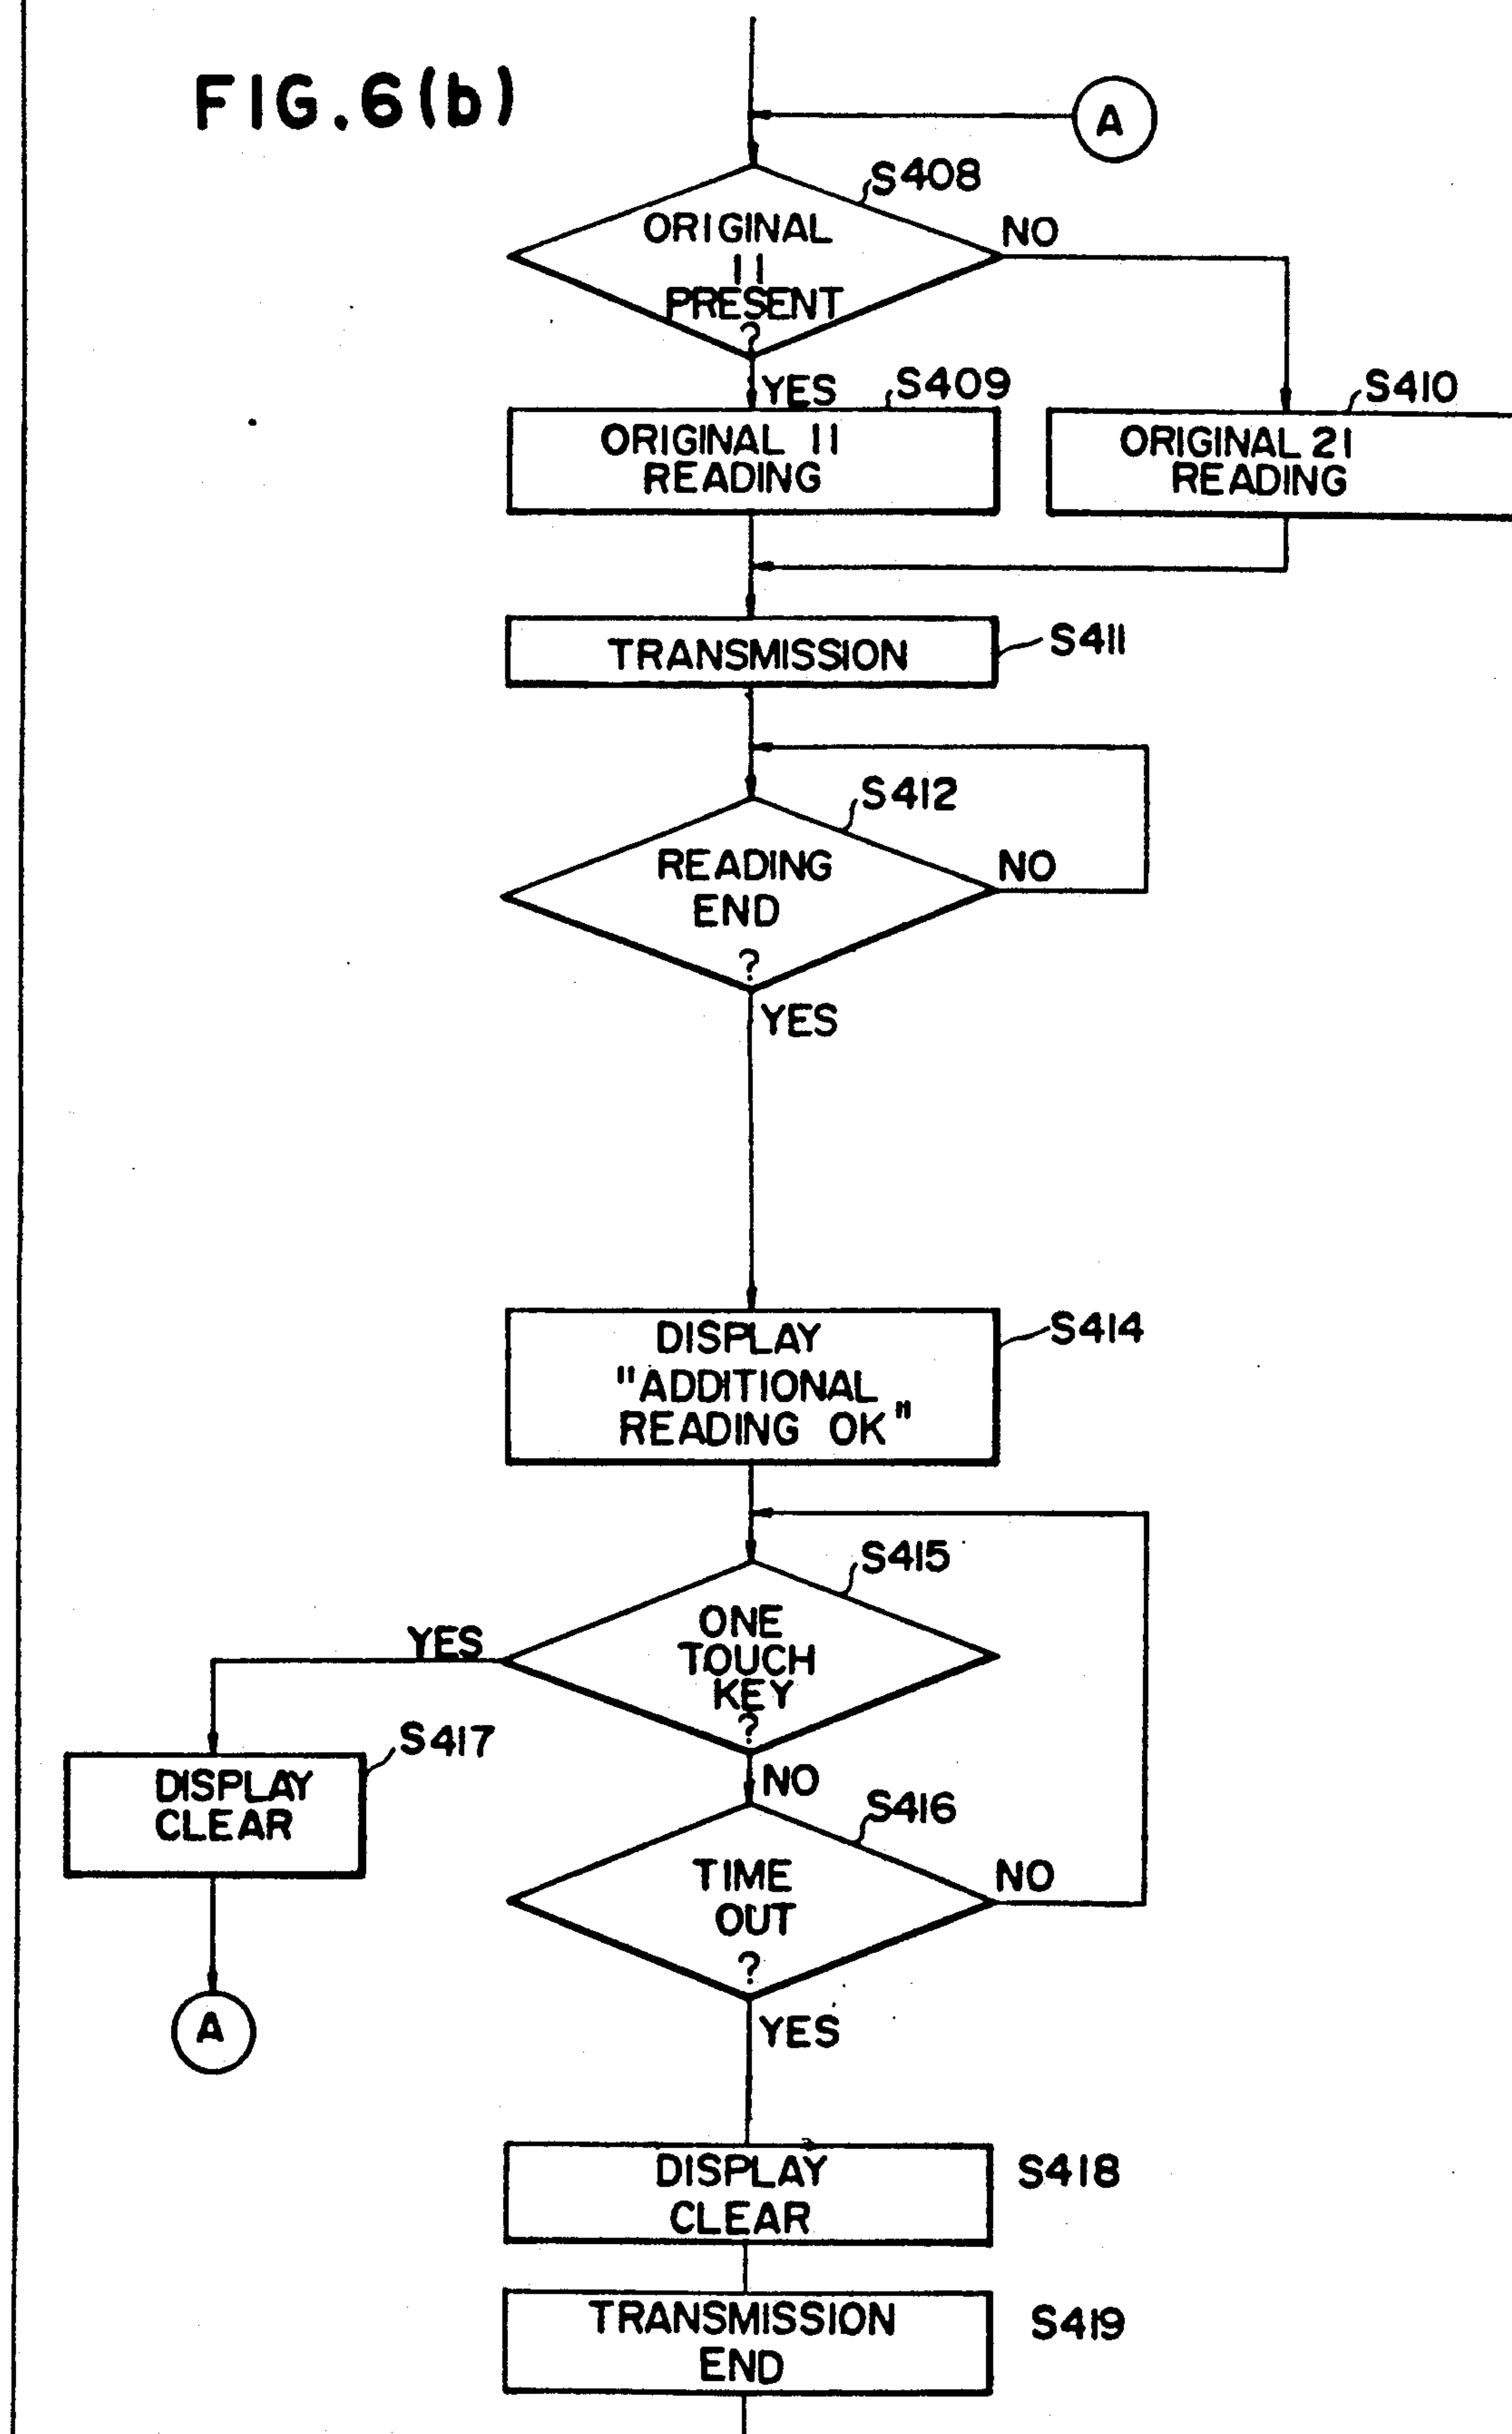 FIG.6(b)
A
S408
ORIGINAL
11
PRESENT
?
NO
YES
S409
S410
ORIGINAL 11
READING
ORIGINAL 21
READING
TRANSMISSION
S411
S412
READING
END
?
NO
YES
DISPLAY
"ADDITIONAL
READING OK"
S414
S415
ONE
TOUCH
KEY
?
YES
NO
S417
DISPLAY
CLEAR
A
S416
TIME
OUT
?
NO
YES
DISPLAY
CLEAR
S418
TRANSMISSION
END
S419